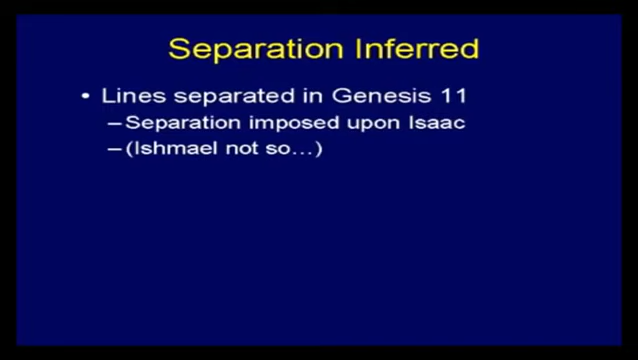 Separation Inferred
• Lines separated in Genesis 11
–Separation imposed upon Isaac
–(Ishmael not so…)